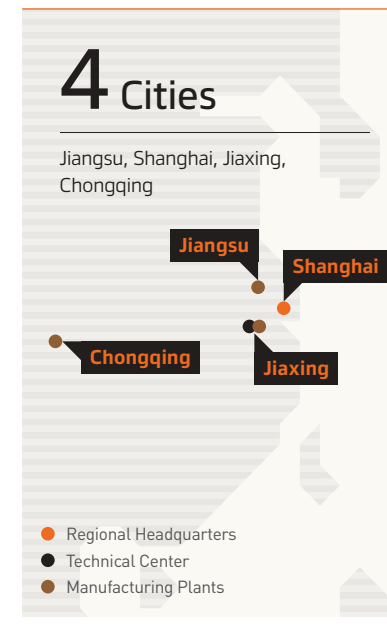 4 Cities
Jiangsu, Shanghai, Jiaxing,
Chongqing
Jiangsu
Shanghai
Chongqing
Jiaxing
Regional Headquarters
Technical Center
Manufacturing Plants